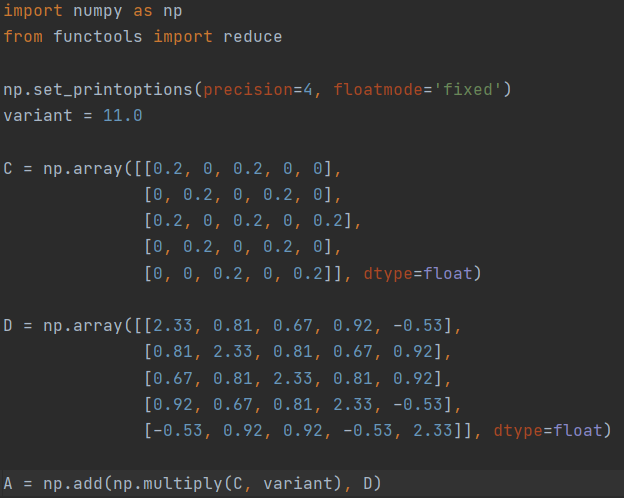 import numpy as np
from functools import reduce
np.set_printoptions(precision=4, floatmode='fixed')
variant = 11.0
C = np.array([[0.2, 0, 0.2, 0, 0],
[0, 0.2, 0, 0.2, 0],
[0.2, 0, 0.2, 0, 0.2],
[0, 0.2, 0, 0.2, 0],
[0, 0, 0.2, 0, 0.2]], dtype=float)
D = np.array([[2.33, 0.81, 0.67, 0.92, -0.53],
[0.81, 2.33, 0.81, 0.67, 0.92],
[0.67, 0.81, 2.33, 0.81, 0.92],
[0.92, 0.67, 0.81, 2.33, -0.53],
[-0.53, 0.92, 0.92, -0.53, 2.33]], dtype=float)
A = np.add(np.multiply(C, variant), D)